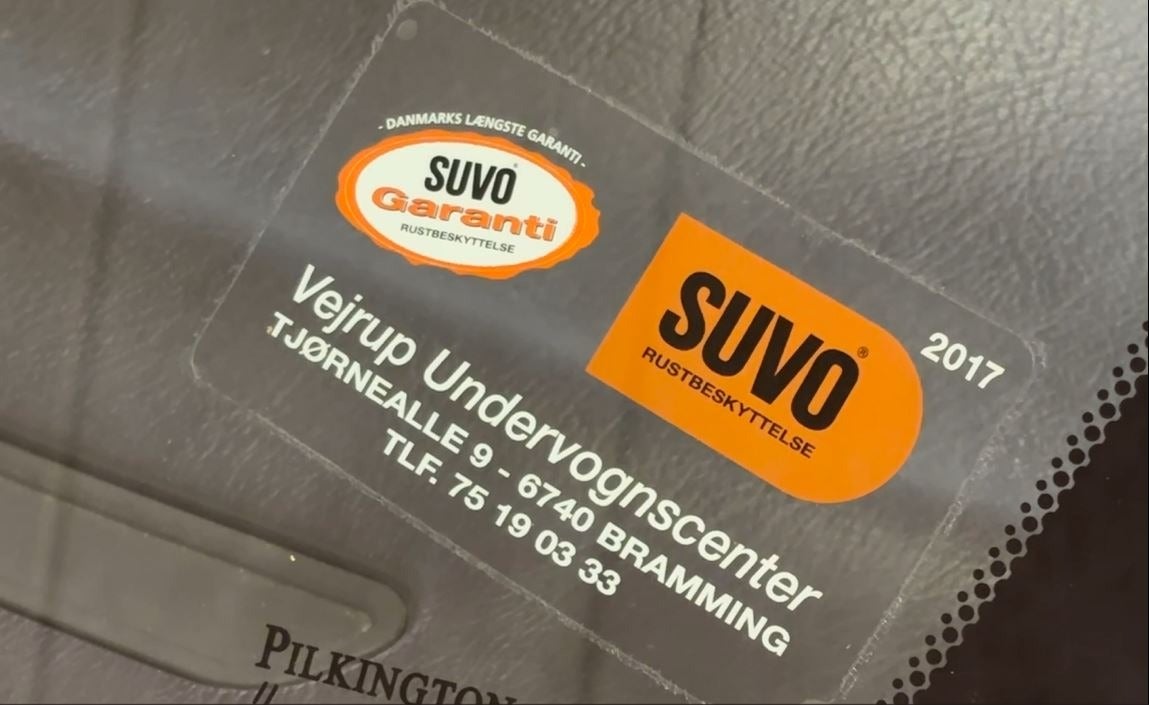 - DANMARKS LÆNGSTE GARANTI -
SUVO
Garanti
RUSTBESKYTTELSE
SUVO®
RUSTBESKYTTELSE
2017
Vejrup Undervognscenter
TJØRNEALLE 9 - 6740 BRAMMING
TLF. 75 19 03 33
PILKINGTON